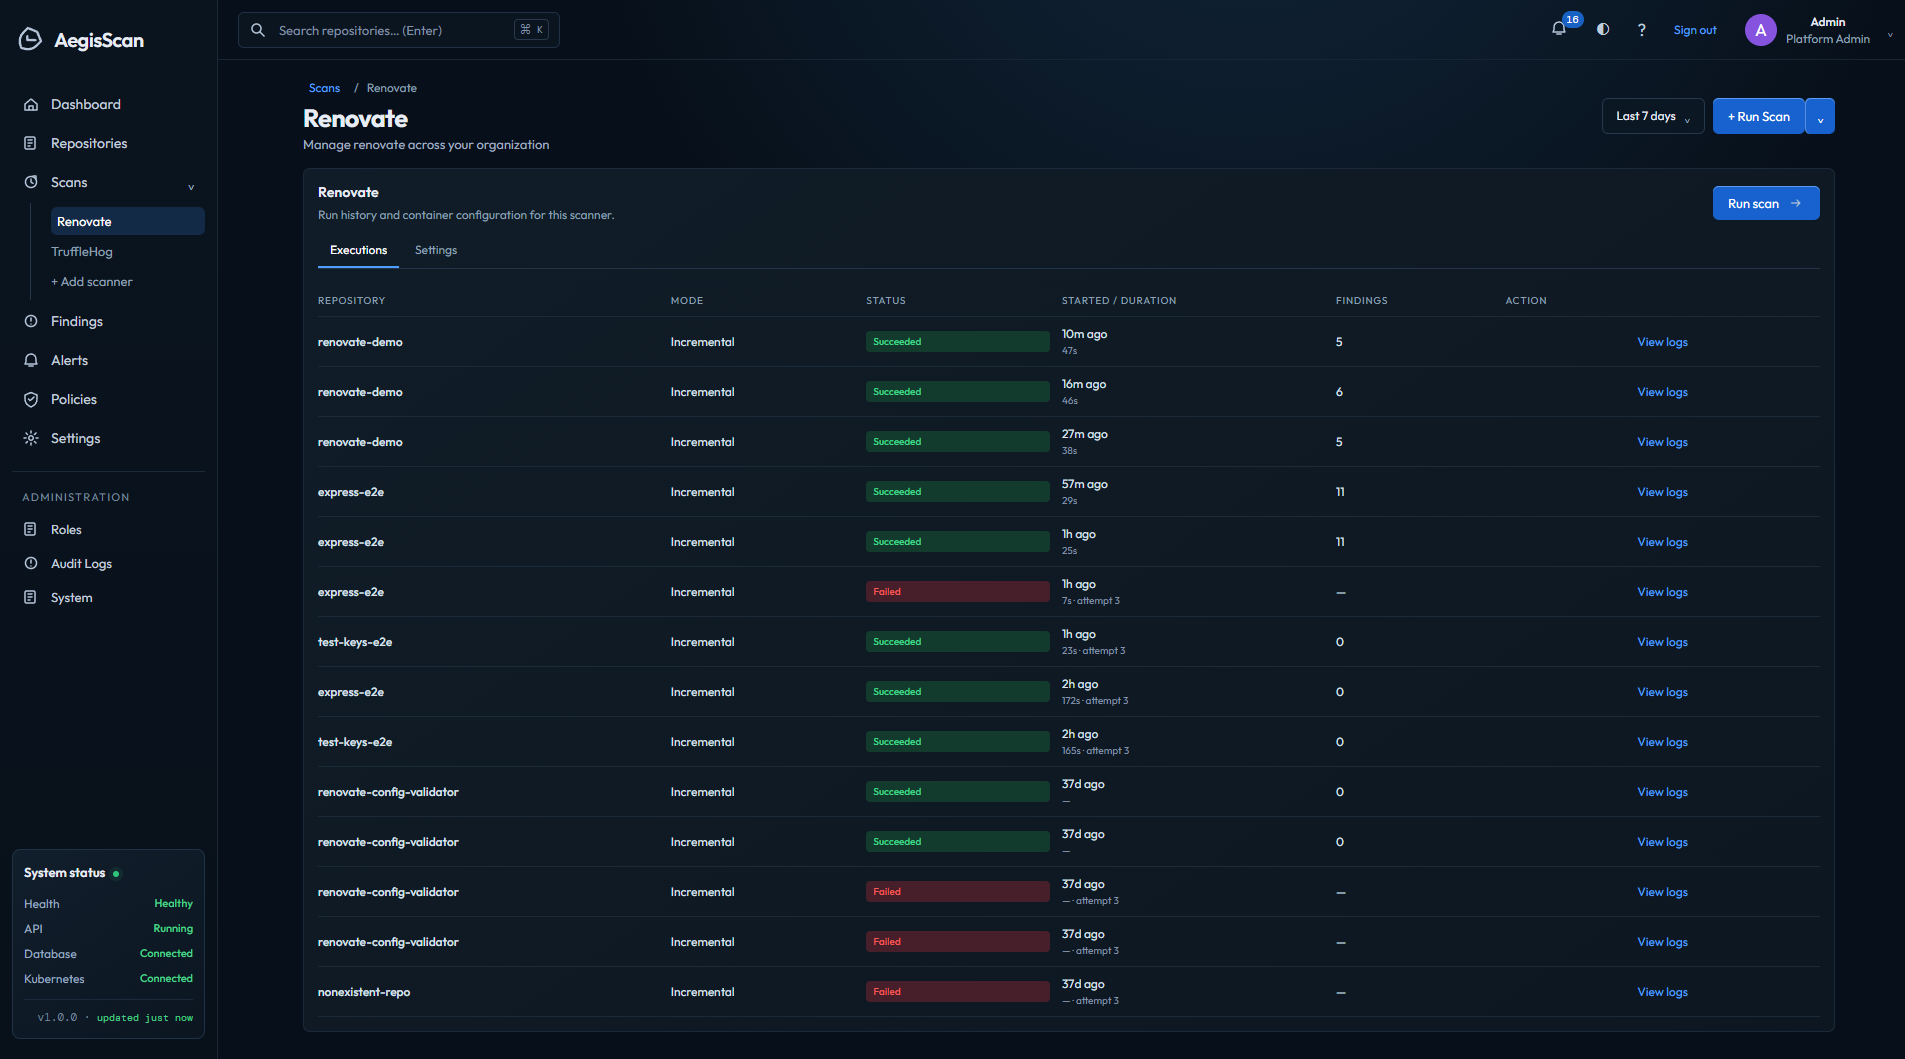 AegisScan
Search repositories... (Enter)
⌘ K
16
?
Sign out
A
Admin
Platform Admin
Dashboard
Repositories
Scans
Renovate
TruffleHog
+ Add scanner
Findings
Alerts
Policies
Settings
ADMINISTRATION
Roles
Audit Logs
System
System status
Health Healthy
API Running
Database Connected
Kubernetes Connected
v1.0.0 · updated just now
Scans / Renovate
Renovate
Manage renovate across your organization
Last 7 days
+ Run Scan
Renovate
Run history and container configuration for this scanner.
Run scan →
Executions Settings
REPOSITORY MODE STATUS STARTED / DURATION FINDINGS ACTION
renovate-demo Incremental Succeeded 10m ago 5 View logs
47s
renovate-demo Incremental Succeeded 16m ago 6 View logs
46s
renovate-demo Incremental Succeeded 27m ago 5 View logs
38s
express-e2e Incremental Succeeded 57m ago 11 View logs
29s
express-e2e Incremental Succeeded 1h ago 11 View logs
25s
express-e2e Incremental Failed 1h ago — View logs
7s · attempt 3
test-keys-e2e Incremental Succeeded 1h ago 0 View logs
23s · attempt 3
express-e2e Incremental Succeeded 2h ago 0 View logs
172s · attempt 3
test-keys-e2e Incremental Succeeded 2h ago 0 View logs
165s · attempt 3
renovate-config-validator Incremental Succeeded 37d ago 0 View logs
—
renovate-config-validator Incremental Succeeded 37d ago 0 View logs
—
renovate-config-validator Incremental Failed 37d ago — View logs
— · attempt 3
renovate-config-validator Incremental Failed 37d ago — View logs
— · attempt 3
nonexistent-repo Incremental Failed 37d ago — View logs
— · attempt 3